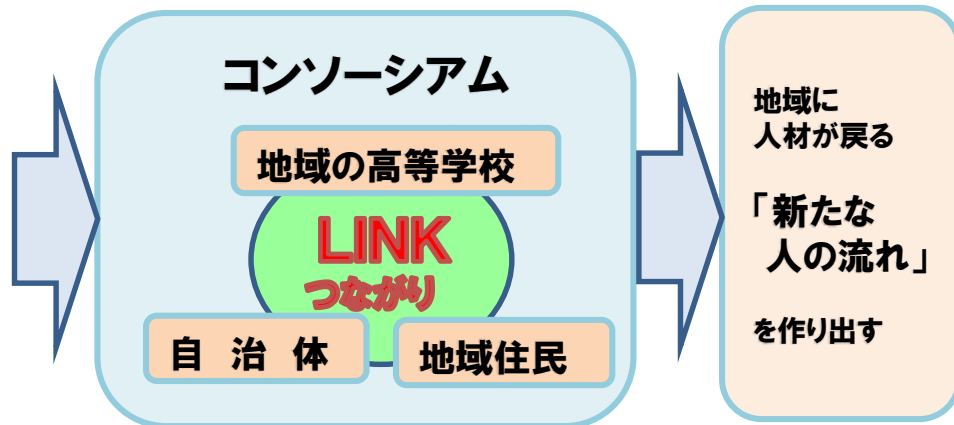 コンソーシアム
地域の高等学校
LINK
つながり
自 治 体
地域住民
地域に
人材が戻る
「新たな
人の流れ」
を作り出す